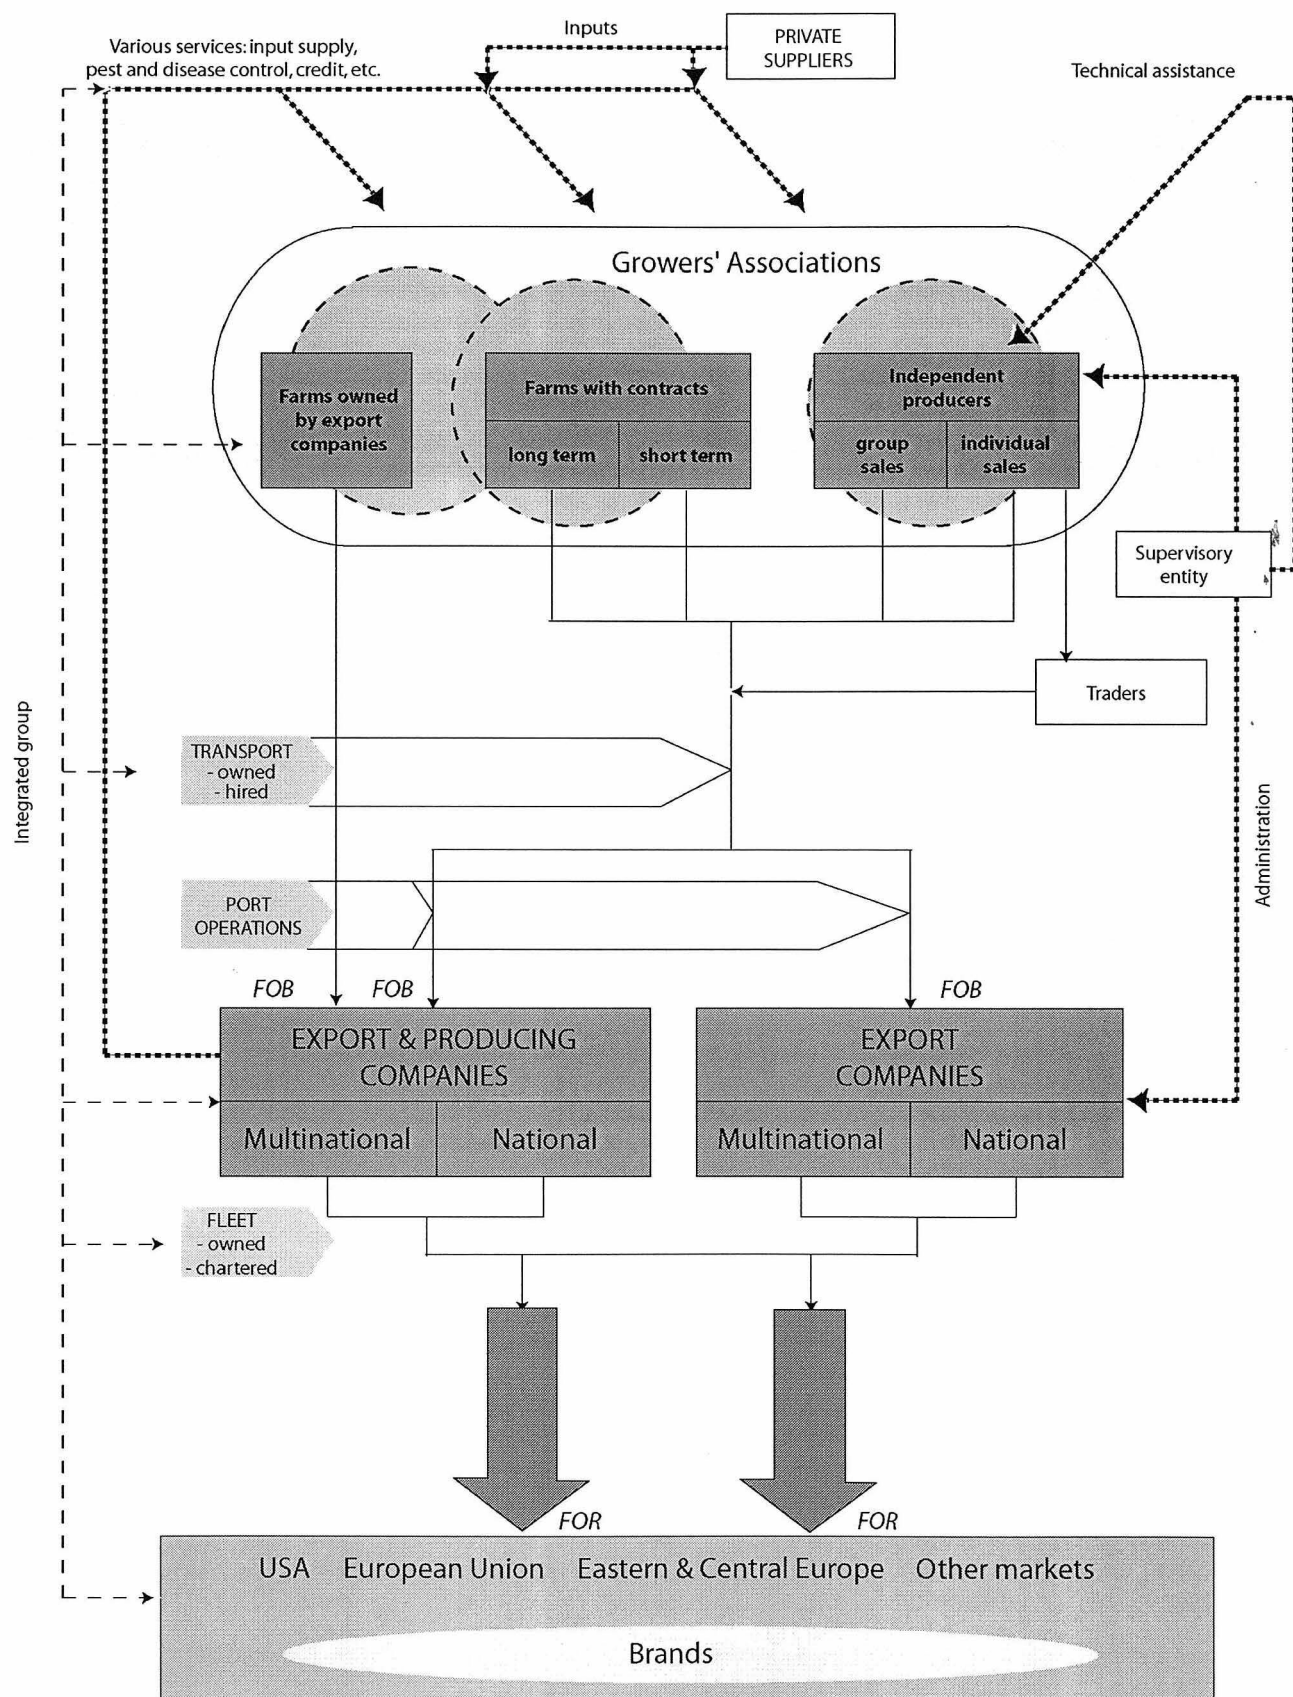 Inputs
PRIVATE
SUPPLIERS
Various services: input supply,
pest and disease control, credit, etc.
Technical assistance
Growers' Associations
Farms owned
by export
companies
Farms with contracts
long term
short term
Independent
producers
group
sales
individual
sales
Supervisory
entity
Traders
Integrated group
TRANSPORT
- owned
- hired
Administration
PORT
OPERATIONS
FOB
FOB
FOB
EXPORT & PRODUCING
COMPANIES
Multinational
National
EXPORT
COMPANIES
Multinational
National
FLEET
- owned
- chartered
FOR
FOR
USA European Union Eastern & Central Europe Other markets
Brands